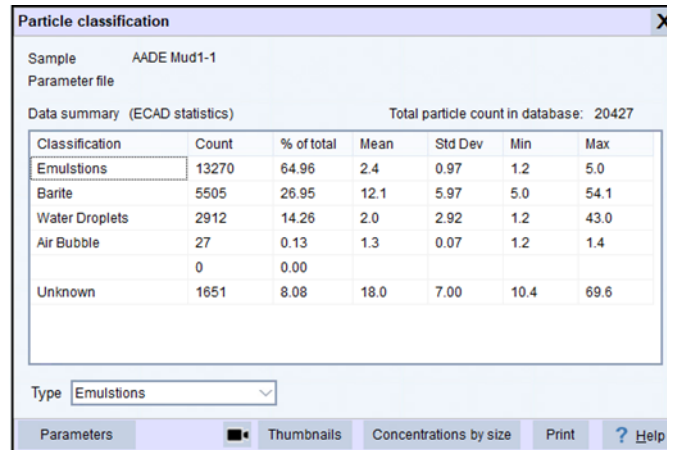 Particle classification X
Sample AADE Mud1-1
Parameter file
Data summary (ECAD statistics) Total particle count in database: 20427
Classification Count % of total Mean Std Dev Min Max
Emulstions 13270 64.96 2.4 0.97 1.2 5.0
Barite 5505 26.95 12.1 5.97 5.0 54.1
Water Droplets 2912 14.26 2.0 2.92 1.2 43.0
Air Bubble 27 0.13 1.3 0.07 1.2 1.4
0 0.00
Unknown 1651 8.08 18.0 7.00 10.4 69.6
Type Emulstions
Parameters Thumbnails Concentrations by size Print ? Help